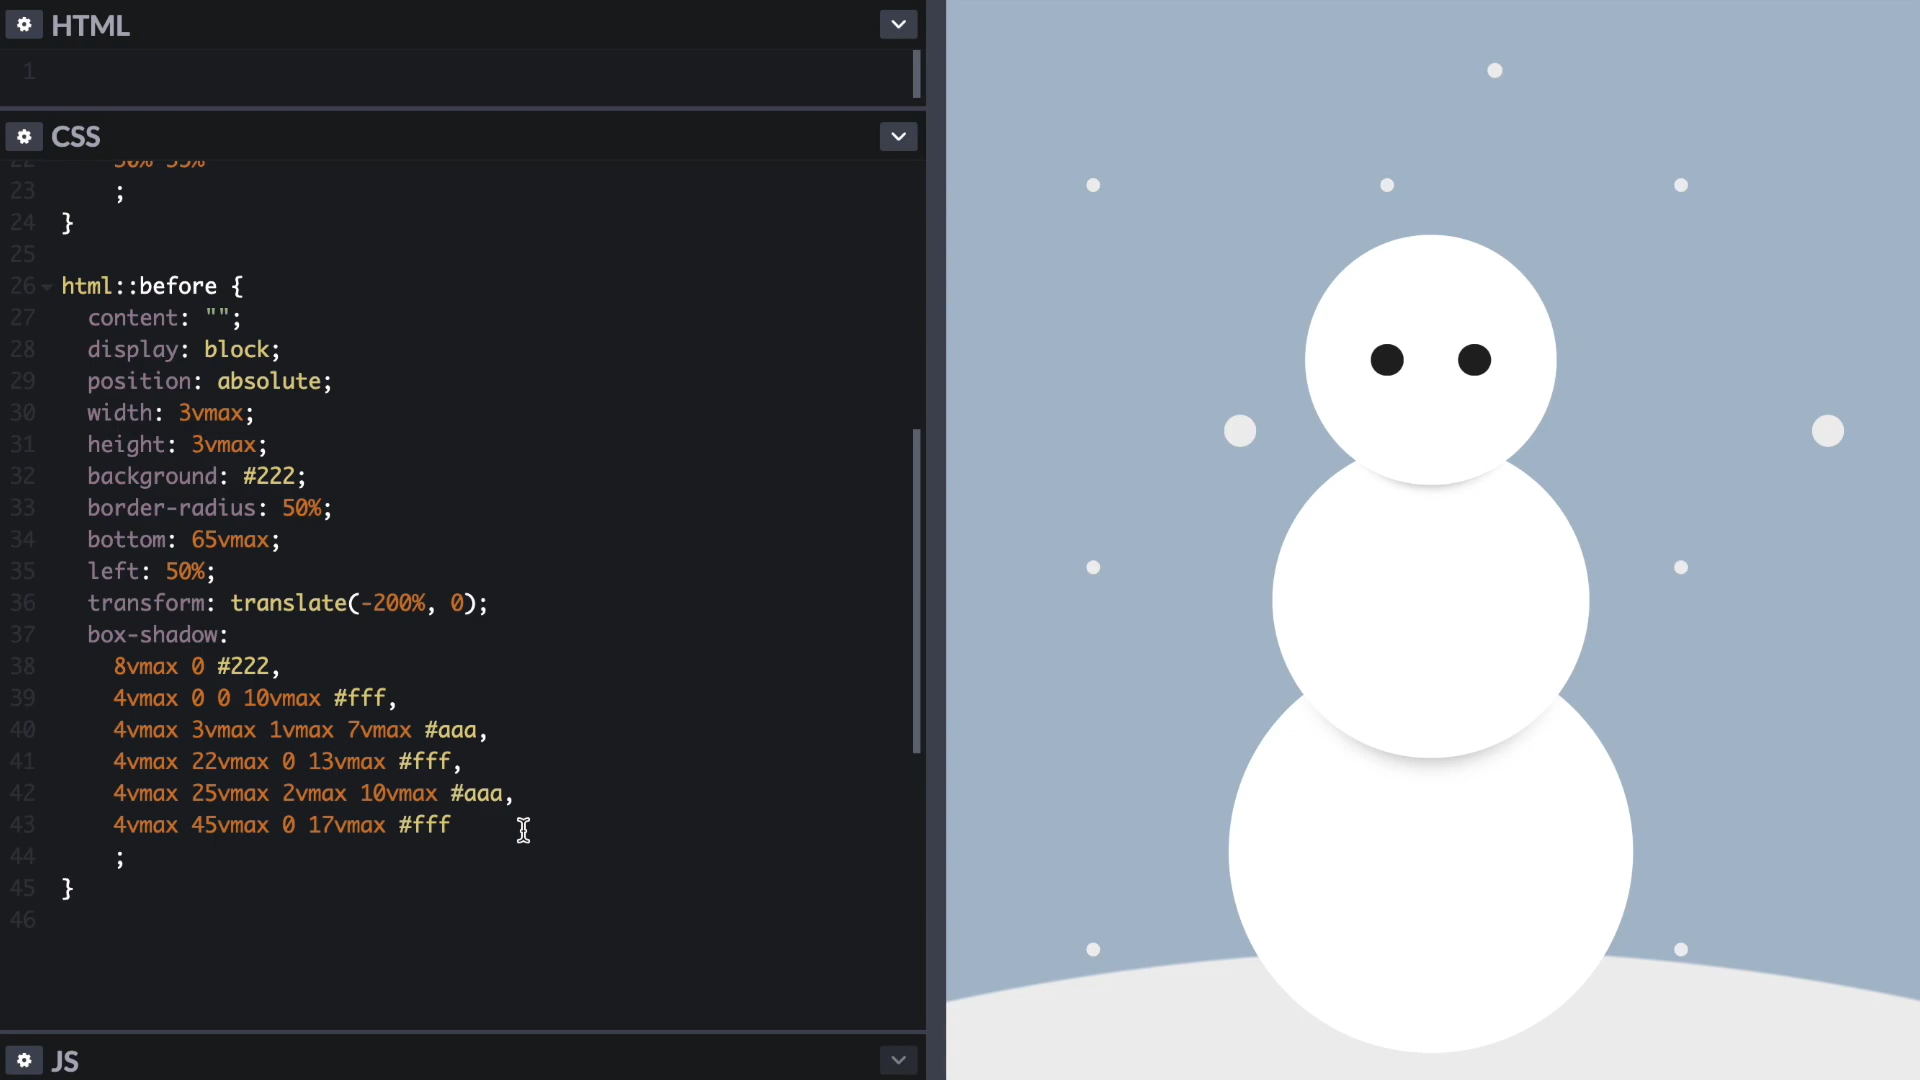 HTML
1
CSS
23 ;
24 }
25
26 html::before {
27 content: "";
28 display: block;
29 position: absolute;
30 width: 3vmax;
31 height: 3vmax;
32 background: #222;
33 border-radius: 50%;
34 bottom: 65vmax;
35 left: 50%;
36 transform: translate(-200%, 0);
37 box-shadow:
38 8vmax 0 #222,
39 4vmax 0 0 10vmax #fff,
40 4vmax 3vmax 1vmax 7vmax #aaa,
41 4vmax 22vmax 0 13vmax #fff,
42 4vmax 25vmax 2vmax 10vmax #aaa,
43 4vmax 45vmax 0 17vmax #fff
44 ;
45 }
46
JS